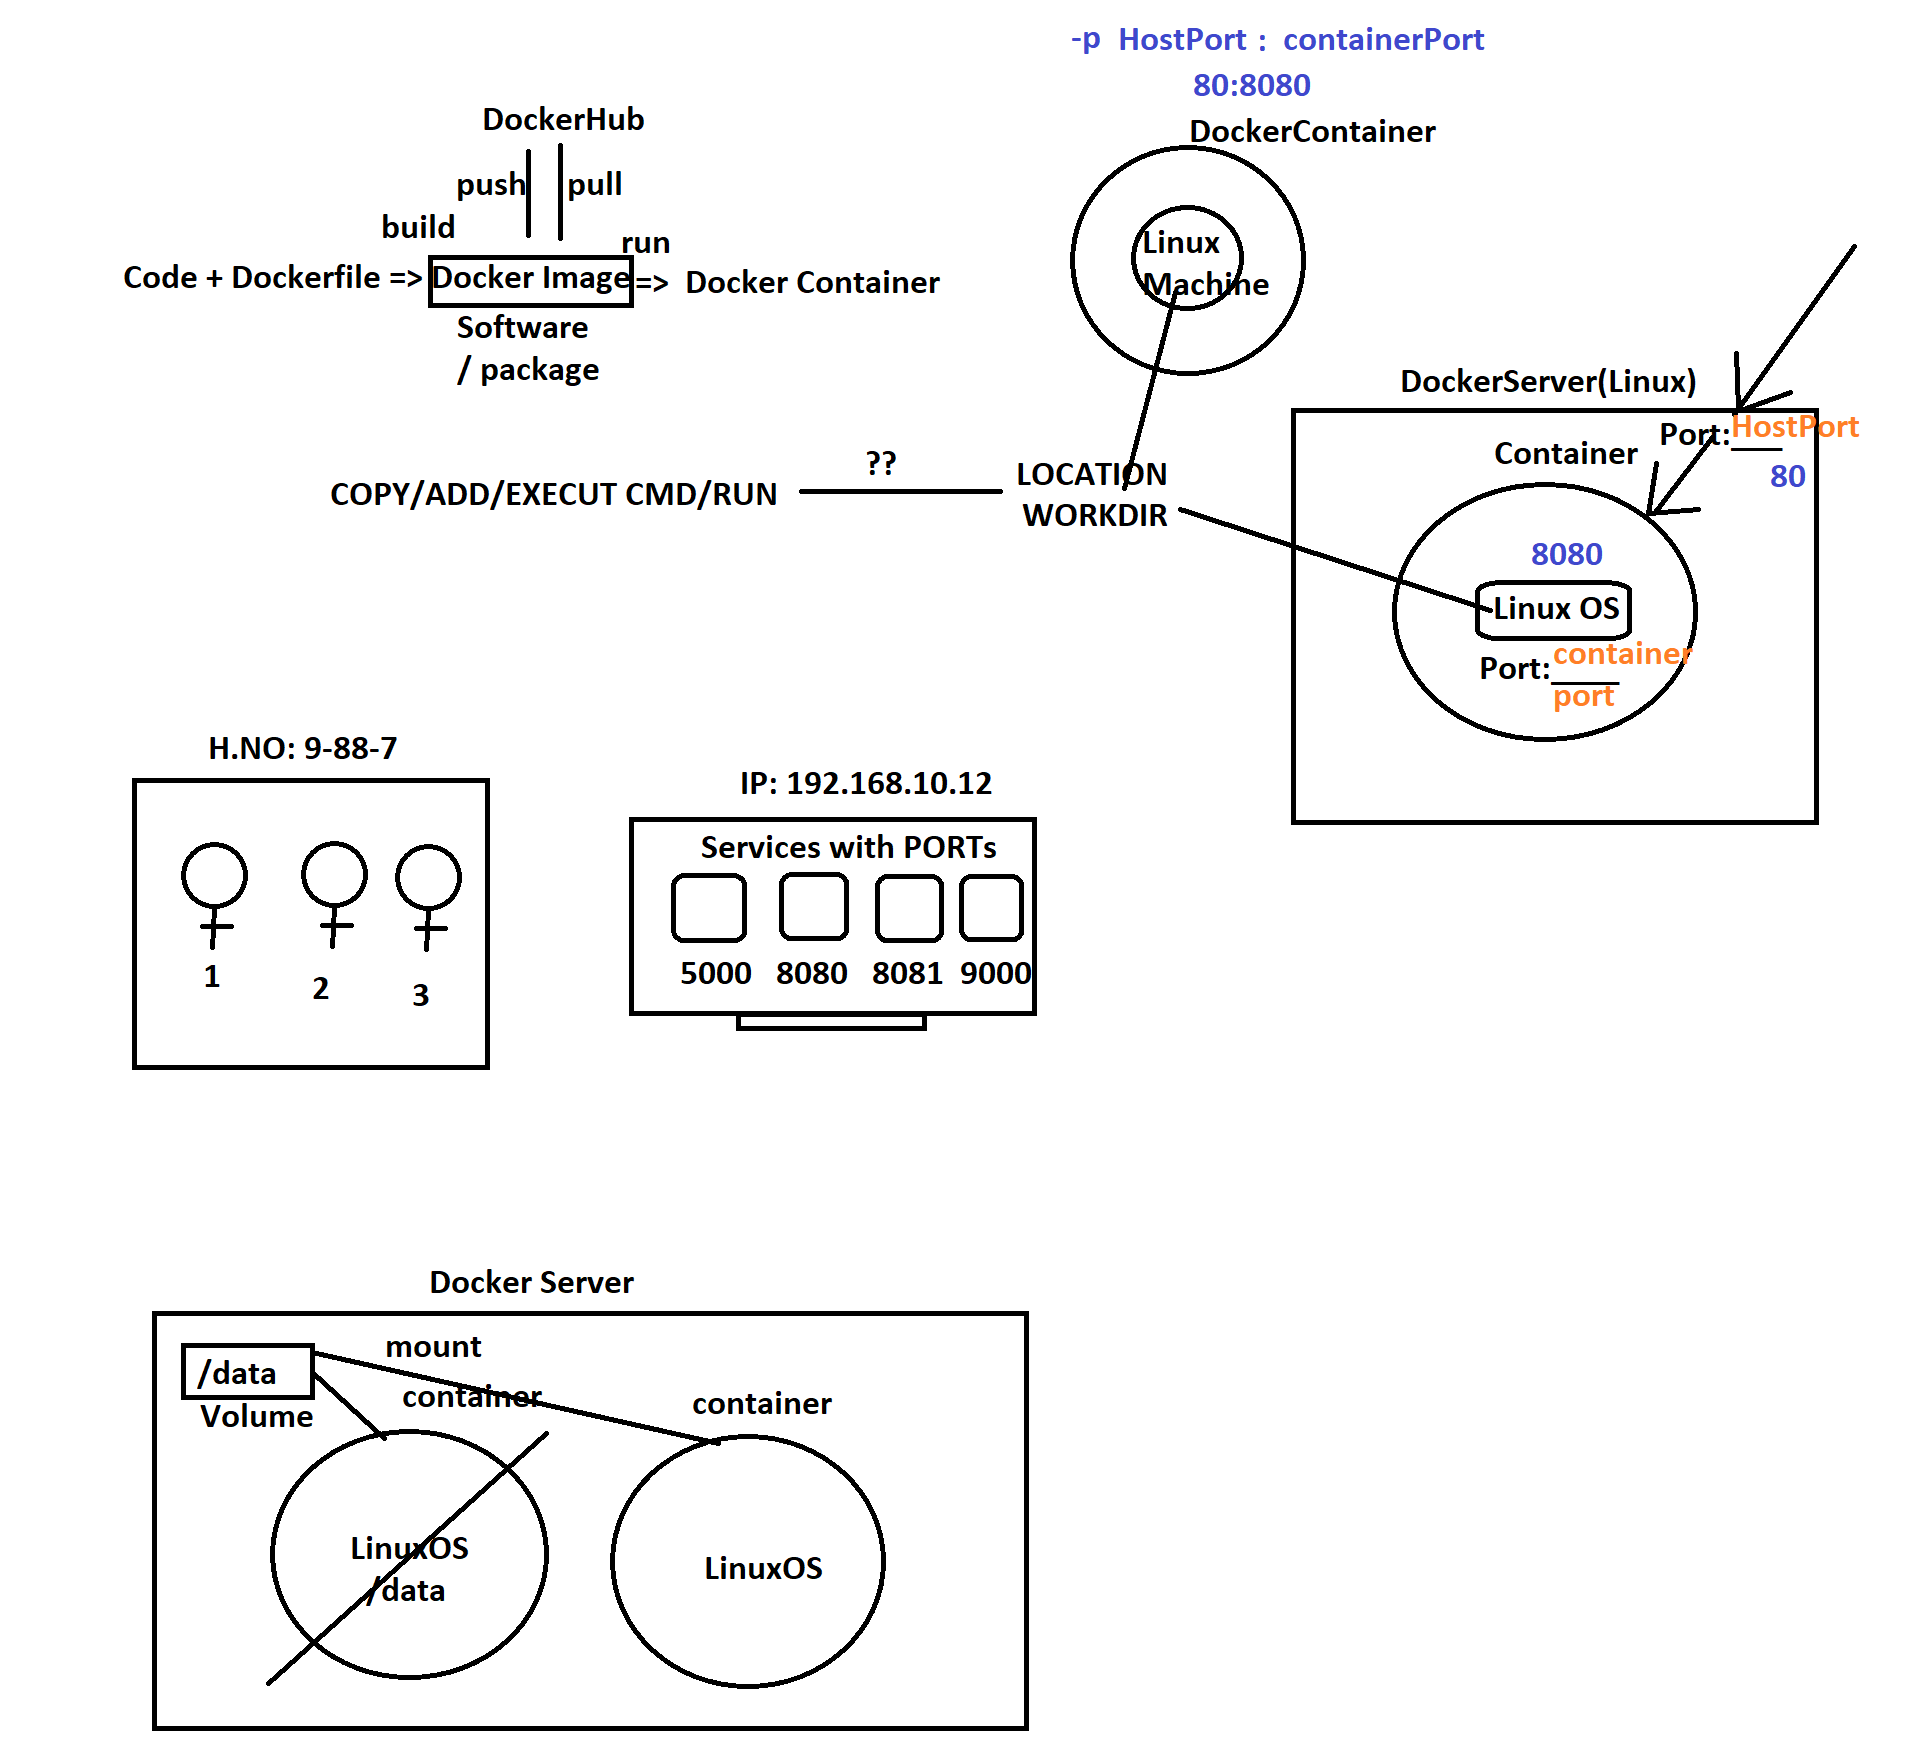 -p HostPort : containerPort
80:8080
DockerContainer
DockerHub
push pull
build
run
Code + Dockerfile => Docker Image => Docker Container
Software
/ package
Linux
Machine
DockerServer(Linux)
Port:___ HostPort
80
Container
8080
Linux OS
Port:____ container
port
??
COPY/ADD/EXECUT CMD/RUN
LOCATION
WORKDIR
H.NO: 9-88-7
1 2 3
IP: 192.168.10.12
Services with PORTs
5000 8080 8081 9000
Docker Server
/data
Volume
mount
container
container
LinuxOS
/data
LinuxOS